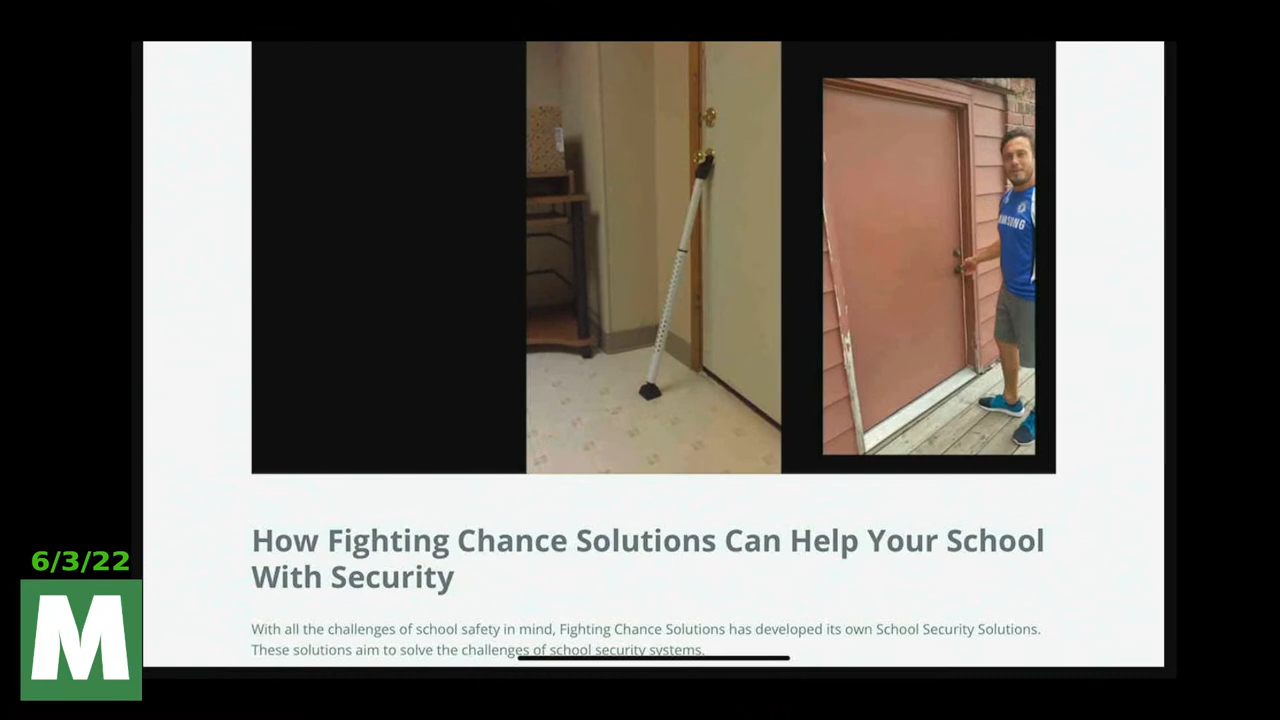 AMSUNG
How Fighting Chance Solutions Can Help Your School
With Security
6/3/22
M
With all the challenges of school safety in mind, Fighting Chance Solutions has developed its own School Security Solutions.
These solutions aim to solve the challenges of school security systems.